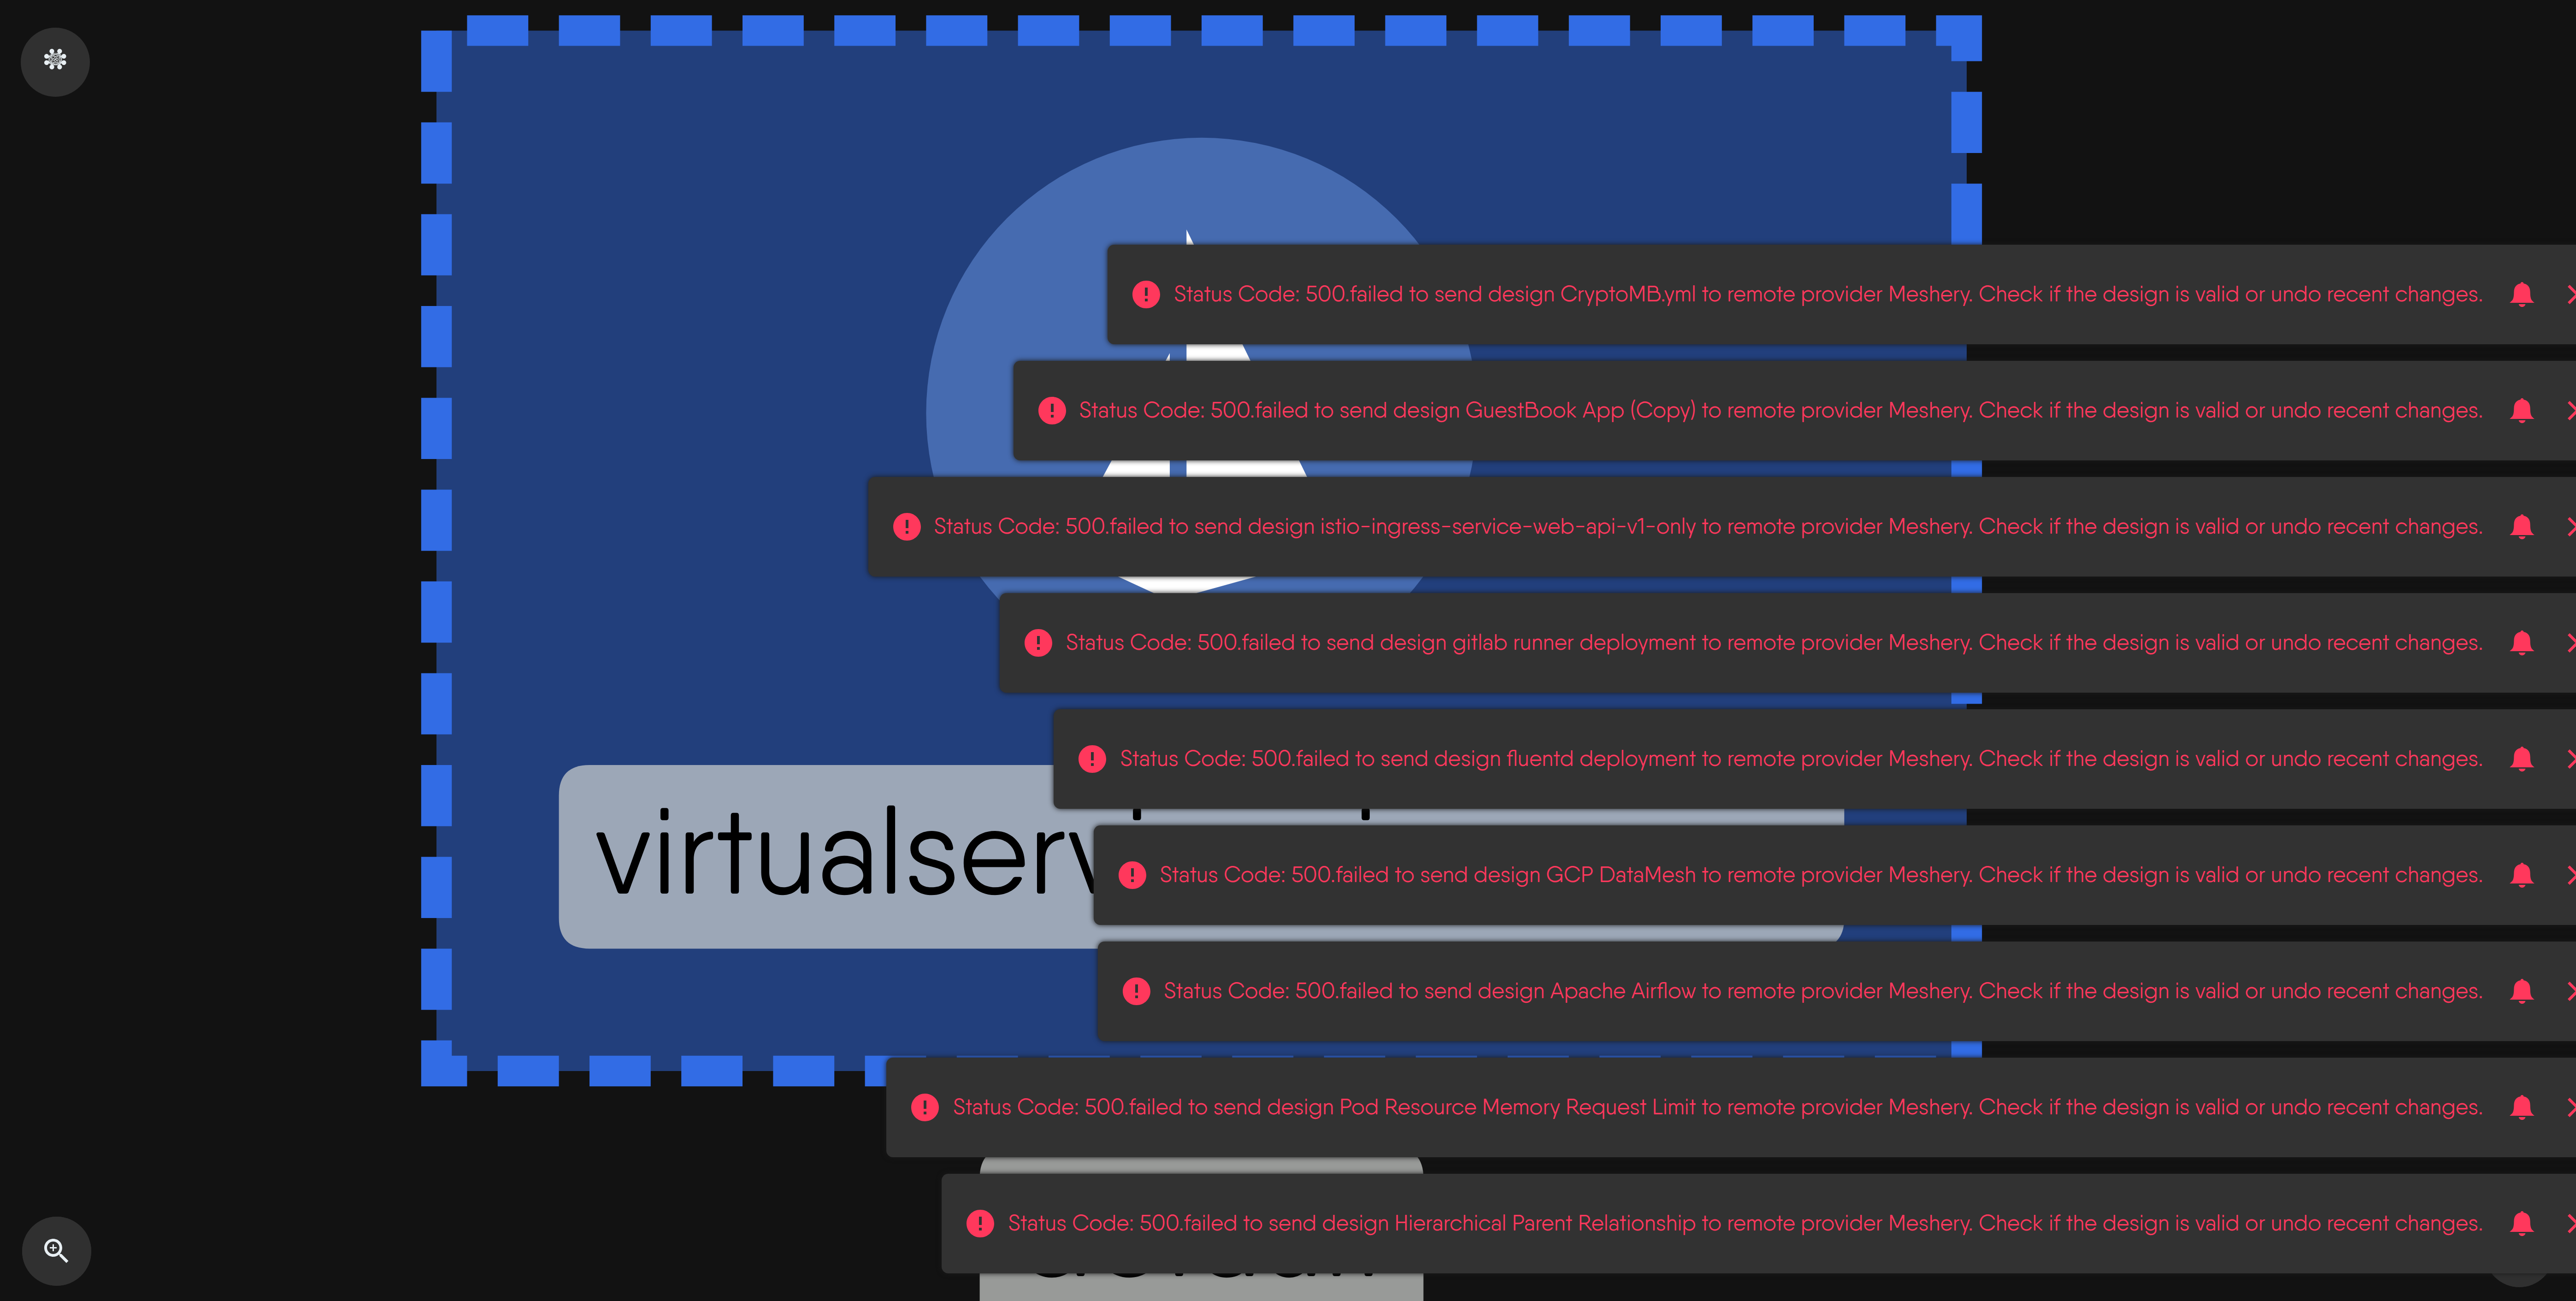 Status Code: 500.failed to send design CryptoMB.yml to remote provider Meshery. Check if the design is valid or undo recent changes.
Status Code: 500.failed to send design GuestBook App (Copy) to remote provider Meshery. Check if the design is valid or undo recent changes.
Status Code: 500.failed to send design istio-ingress-service-web-api-v1-only to remote provider Meshery. Check if the design is valid or undo recent changes.
Status Code: 500.failed to send design gitlab runner deployment to remote provider Meshery. Check if the design is valid or undo recent changes.
Status Code: 500.failed to send design fluentd deployment to remote provider Meshery. Check if the design is valid or undo recent changes.
virtualserv
Status Code: 500.failed to send design GCP DataMesh to remote provider Meshery. Check if the design is valid or undo recent changes.
Status Code: 500.failed to send design Apache Airflow to remote provider Meshery. Check if the design is valid or undo recent changes.
Status Code: 500.failed to send design Pod Resource Memory Request Limit to remote provider Meshery. Check if the design is valid or undo recent changes.
Status Code: 500.failed to send design Hierarchical Parent Relationship to remote provider Meshery. Check if the design is valid or undo recent changes.